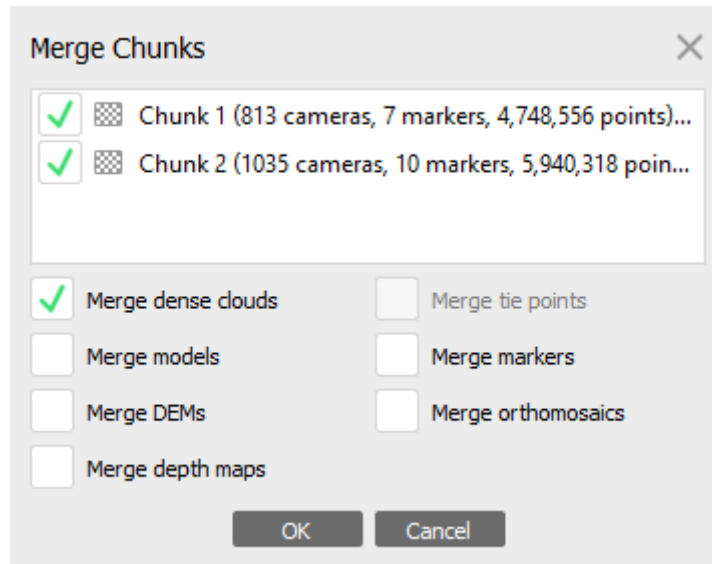 Merge Chunks
Chunk 1 (813 cameras, 7 markers, 4,748,556 points)...
Chunk 2 (1035 cameras, 10 markers, 5,940,318 poin...
Merge dense clouds
Merge tie points
Merge models
Merge markers
Merge DEMs
Merge orthomosaics
Merge depth maps
OK
Cancel